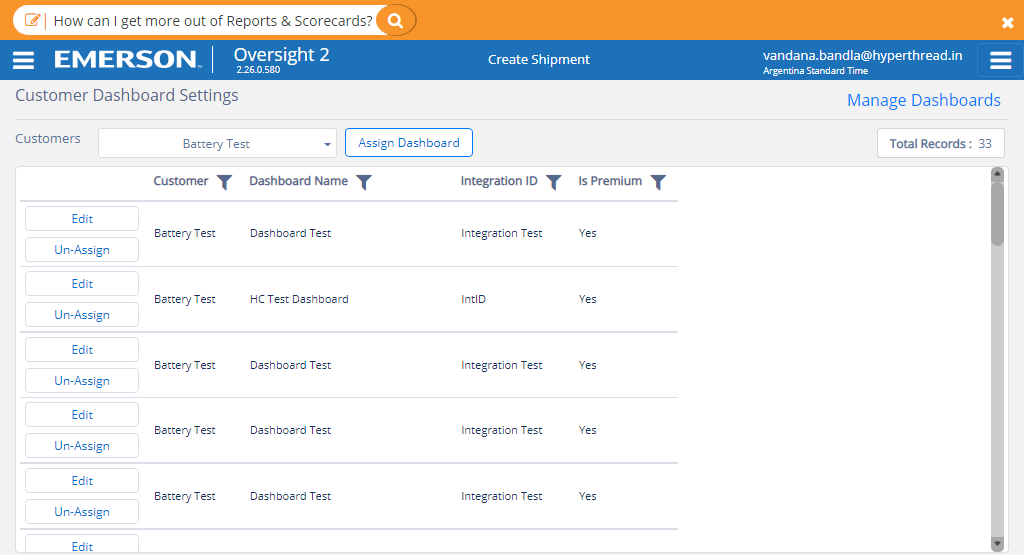 How can I get more out of Reports & Scorecards?
EMERSON. Oversight 2
2.26.0.580
Create Shipment
vandana.bandla@hyperthread.in
Argentina Standard Time
Customer Dashboard Settings
Manage Dashboards
Customers Battery Test Assign Dashboard Total Records : 33
Customer Dashboard Name Integration ID Is Premium
Edit
Un-Assign
Battery Test Dashboard Test Integration Test Yes
Edit
Un-Assign
Battery Test HC Test Dashboard IntID Yes
Edit
Un-Assign
Battery Test Dashboard Test Integration Test Yes
Edit
Un-Assign
Battery Test Dashboard Test Integration Test Yes
Edit
Un-Assign
Battery Test Dashboard Test Integration Test Yes
Edit